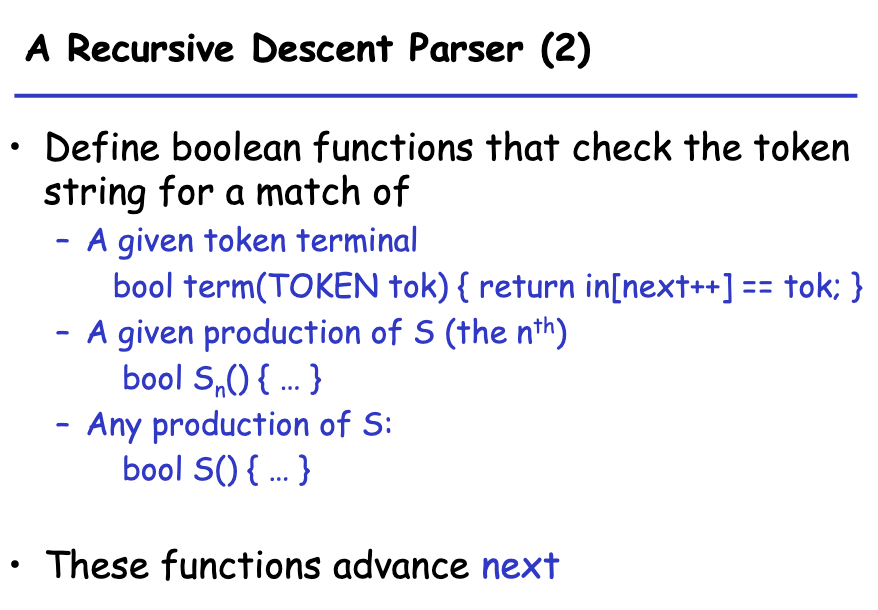 A Recursive Descent Parser (2)
• Define boolean functions that check the token
string for a match of
– A given token terminal
bool term(TOKEN tok) { return in[next++] == tok; }
– A given production of S (the nth)
bool Sn() { … }
– Any production of S:
bool S() { … }
• These functions advance next